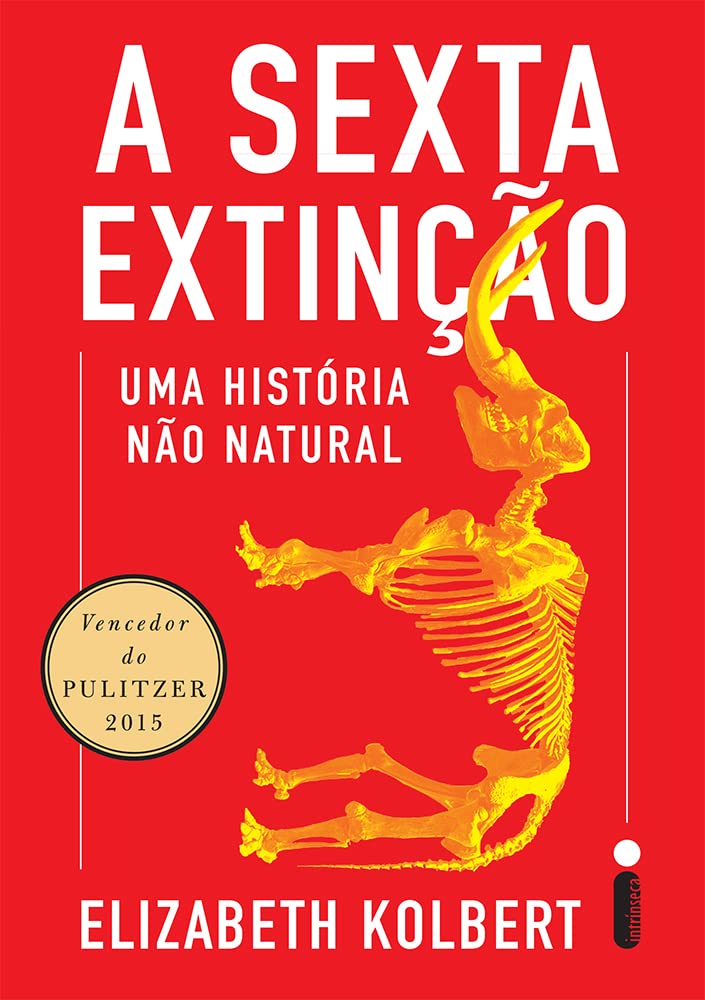 A SEXTA
EXTINÇÃO
UMA HISTÓRIA
NÃO NATURAL
Vencedor
do
PULITZER
2015
ELIZABETH KOLBERT
intrínseca